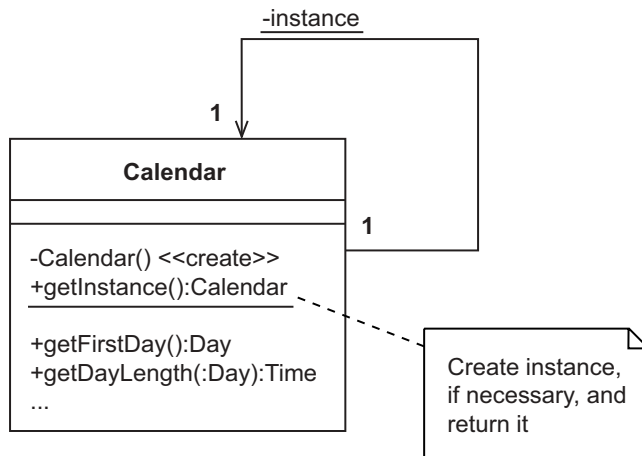 -instance
1
Calendar
1
-Calendar() <<create>>
+getInstance():Calendar
+getFirstDay():Day
+getDayLength(:Day):Time
...
Create instance,
if necessary, and
return it